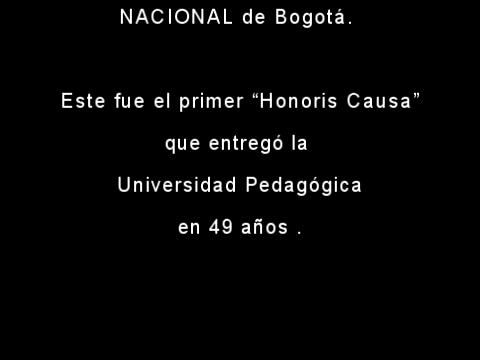 NACIONAL de Bogotá.
Este fue el primer “Honoris Causa”
que entregó la
Universidad Pedagógica
en 49 años .